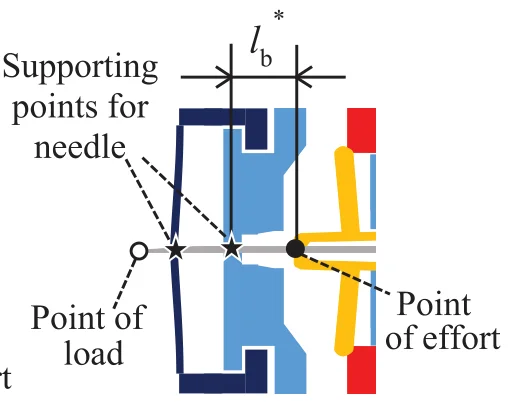 l_b*
Supporting
points for
needle
Point of
load
Point
of effort
rt